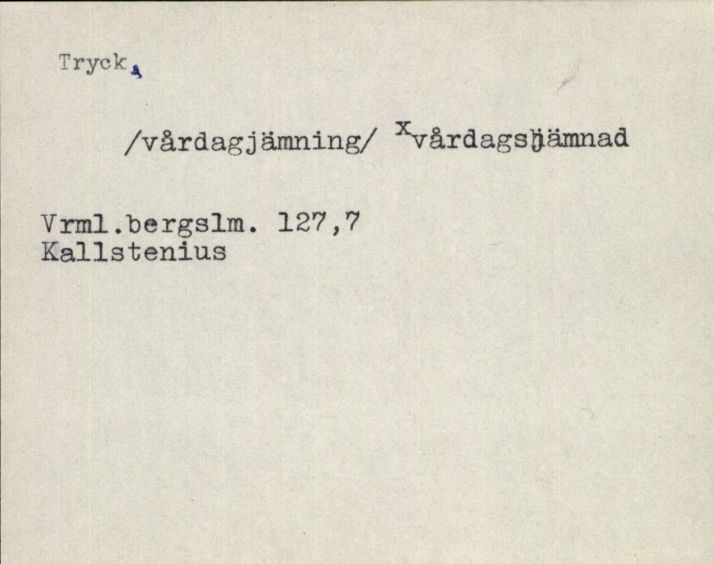 Tryck
/vårdagjämning/ xvårdagsjämnad
Vrml.bergslm. 127,7
Kallstenius